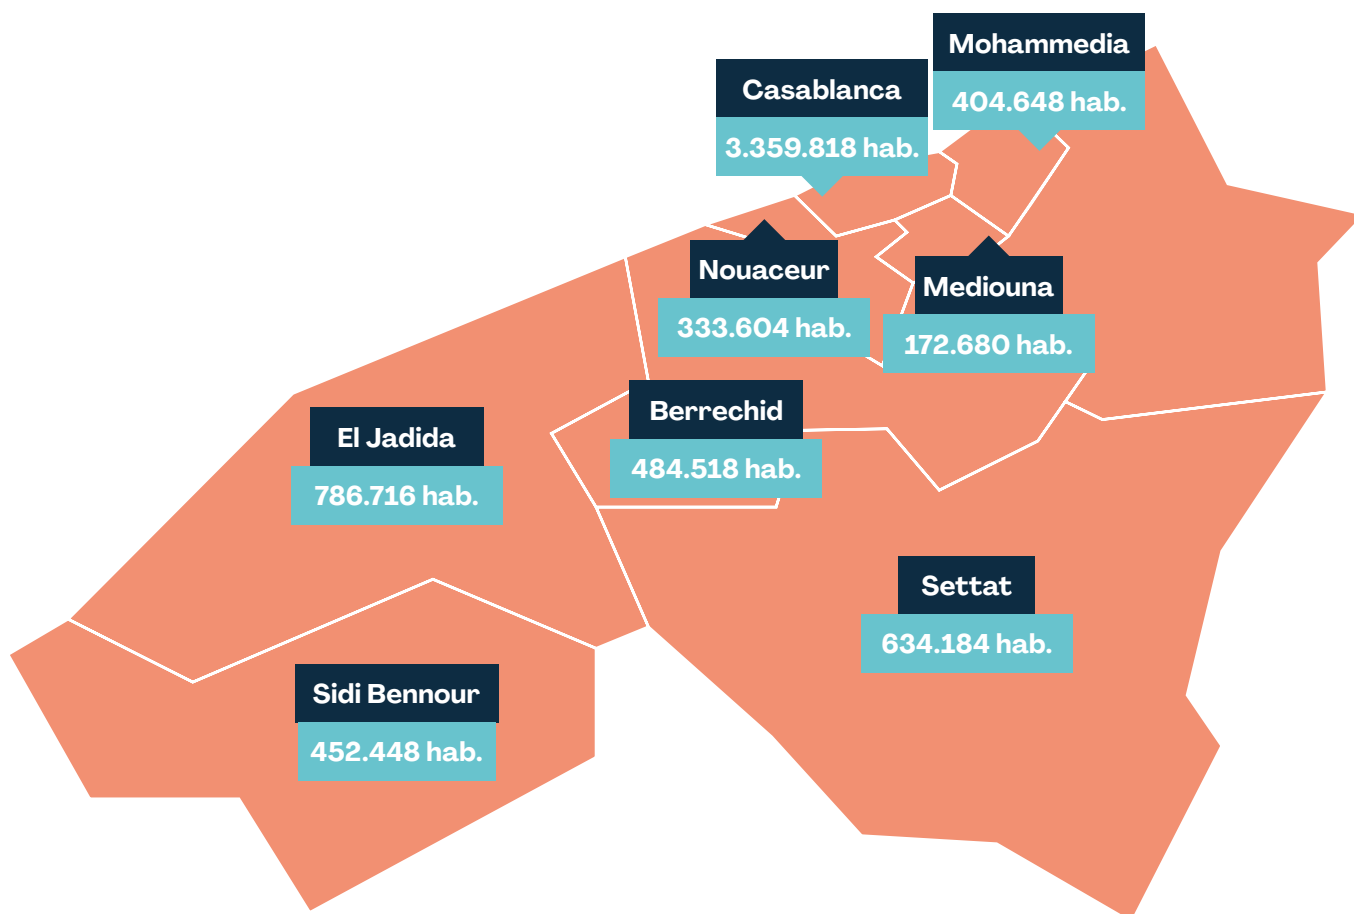 Mohammedia
404.648 hab.
Casablanca
3.359.818 hab.
Nouaceur
333.604 hab.
Mediouna
172.680 hab.
Berrechid
484.518 hab.
El Jadida
786.716 hab.
Settat
634.184 hab.
Sidi Bennour
452.448 hab.